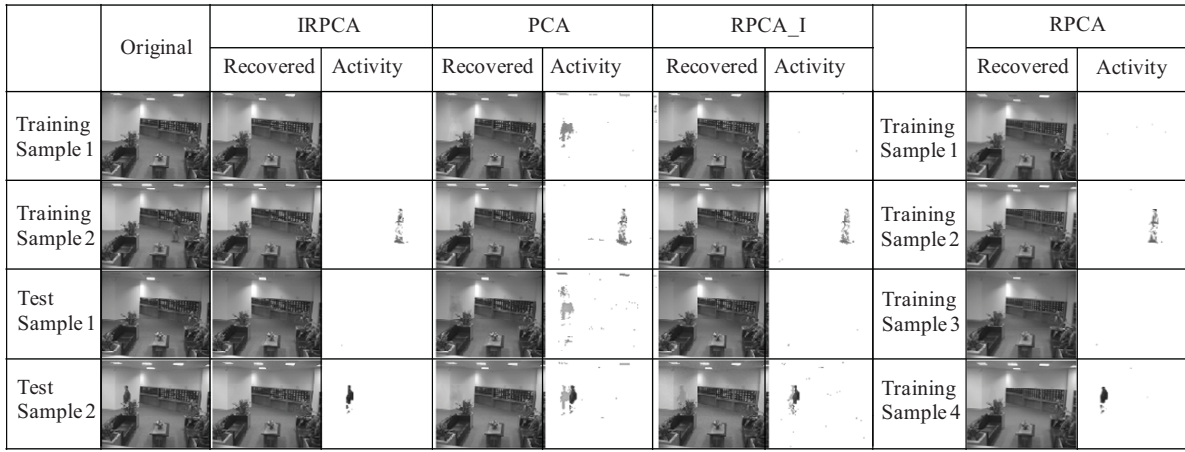 Original IRPCA PCA RPCA_I RPCA
Recovered Activity Recovered Activity Recovered Activity Recovered Activity
Training
Sample 1
Training
Sample 1
Training
Sample 2
Training
Sample 2
Test
Sample 1
Training
Sample 3
Test
Sample 2
Training
Sample 4